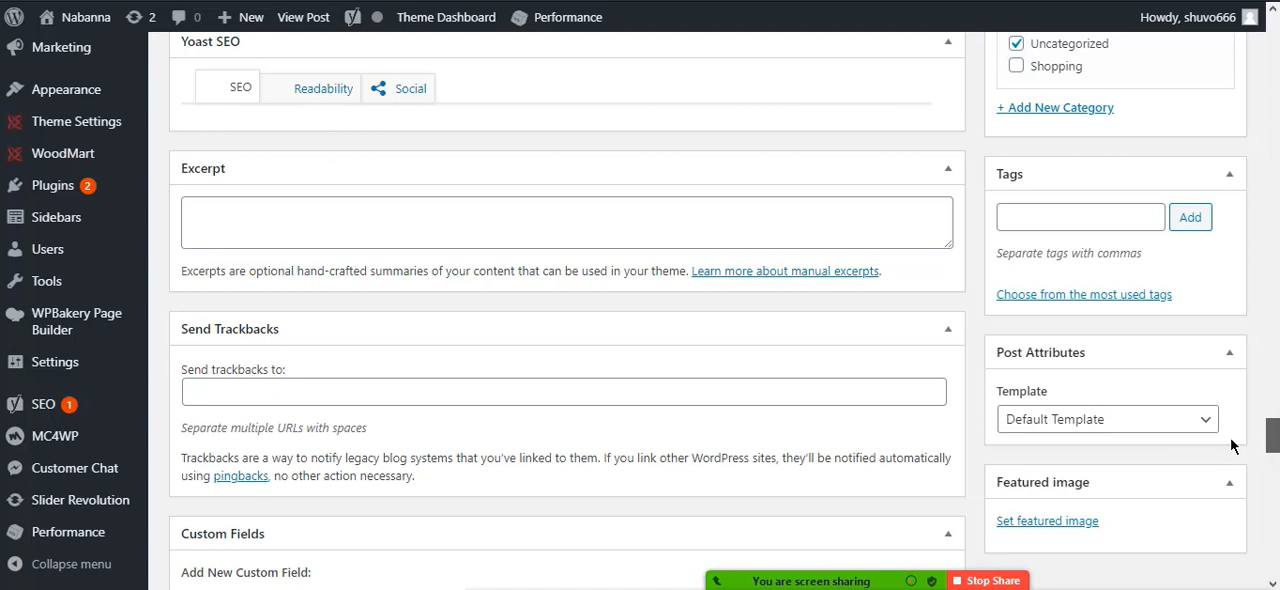 Nabanna
2
0
New
View Post
Theme Dashboard
Performance
Howdy, shuvo666
Marketing
Appearance
Theme Settings
WoodMart
Plugins 2
Sidebars
Users
Tools
WPBakery Page
Builder
Settings
SEO 1
MC4WP
Customer Chat
Slider Revolution
Performance
Collapse menu
Yoast SEO
SEO
Readability
Social
Excerpt
Excerpts are optional hand-crafted summaries of your content that can be used in your theme. Learn more about manual excerpts.
Send Trackbacks
Send trackbacks to:
Separate multiple URLs with spaces
Trackbacks are a way to notify legacy blog systems that you've linked to them. If you link other WordPress sites, they'll be notified automatically
using pingbacks, no other action necessary.
Custom Fields
Add New Custom Field:
Uncategorized
Shopping
+ Add New Category
Tags
Add
Separate tags with commas
Choose from the most used tags
Post Attributes
Template
Default Template
Featured image
Set featured image
You are screen sharing
Stop Share